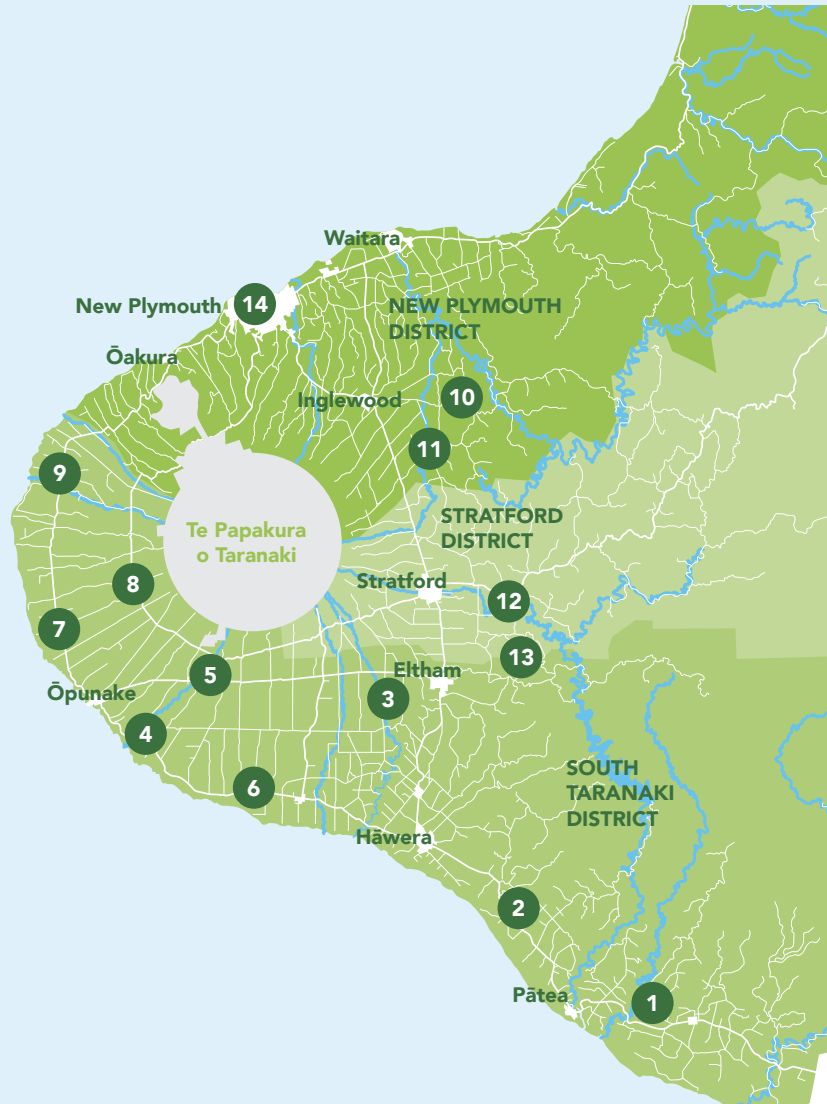 Waitara
New Plymouth
14
NEW PLYMOUTH
DISTRICT
Ōakura
Inglewood
10
11
9
Te Papakura
o Taranaki
STRATFORD
DISTRICT
8
Stratford
12
7
13
5
Eltham
Ōpunake
3
4
6
SOUTH
TARANAKI
DISTRICT
Hāwera
2
Pātea
1